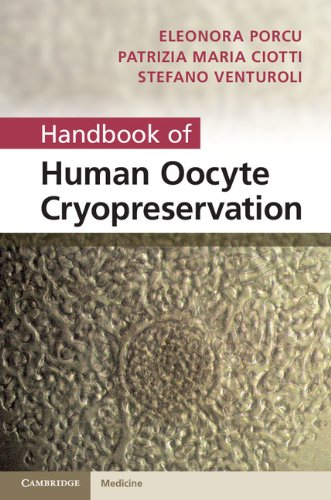 ELEONORA PORCU
PATRIZIA MARIA CIOTTI
STEFANO VENTUROLI
Handbook of
Human Oocyte
Cryopreservation
CAMBRIDGE
Medicine